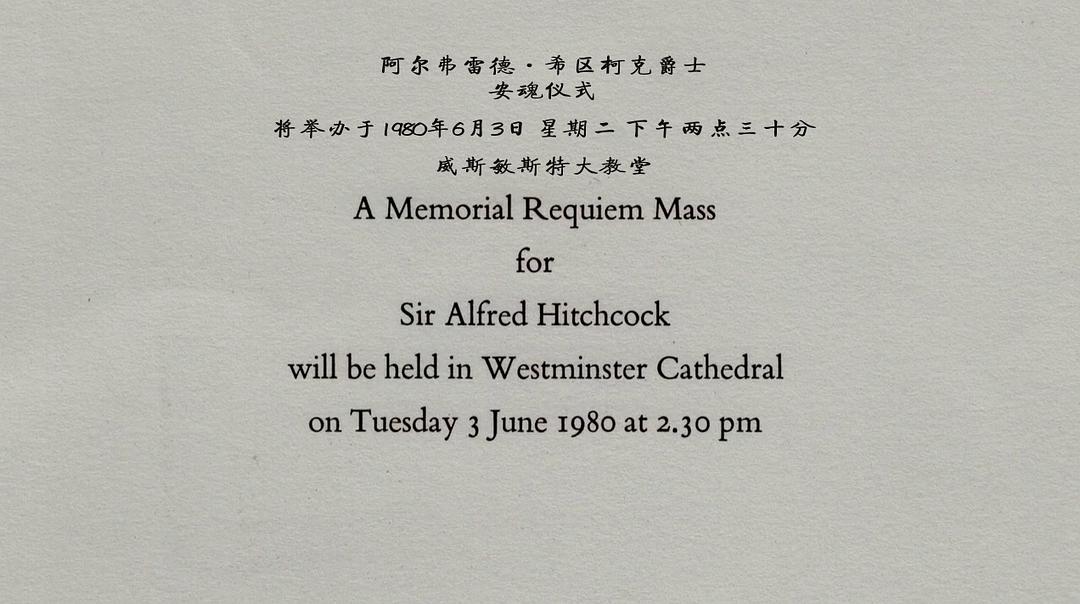 阿尔弗雷德·希区柯克爵士
安魂仪式
将举办于1980年6月3日 星期二 下午两点三十分
威斯敏斯特大教堂
A Memorial Requiem Mass
for
Sir Alfred Hitchcock
will be held in Westminster Cathedral
on Tuesday 3 June 1980 at 2.30 pm